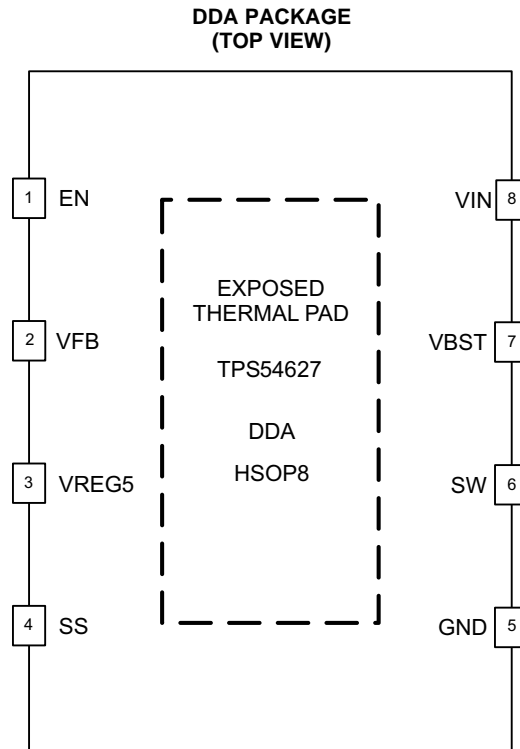 DDA PACKAGE
(TOP VIEW)
1 EN
VIN 8
2 VFB
VBST 7
3 VREG5
SW 6
4 SS
GND 5
EXPOSED
THERMAL PAD
TPS54627
DDA
HSOP8